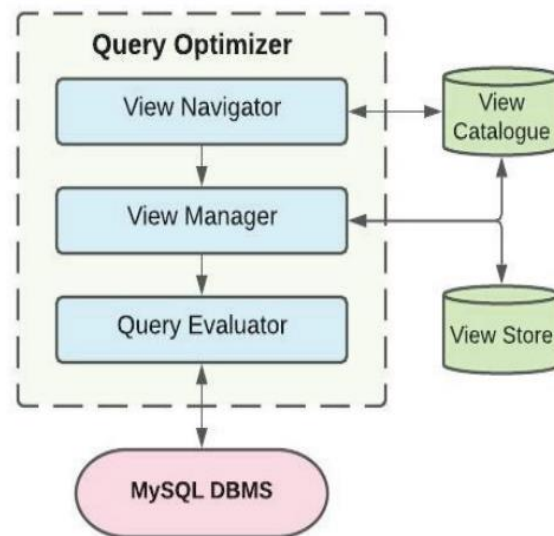 Query Optimizer
View Navigator
View
Catalogue
View Manager
Query Evaluator
View Store
MySQL DBMS